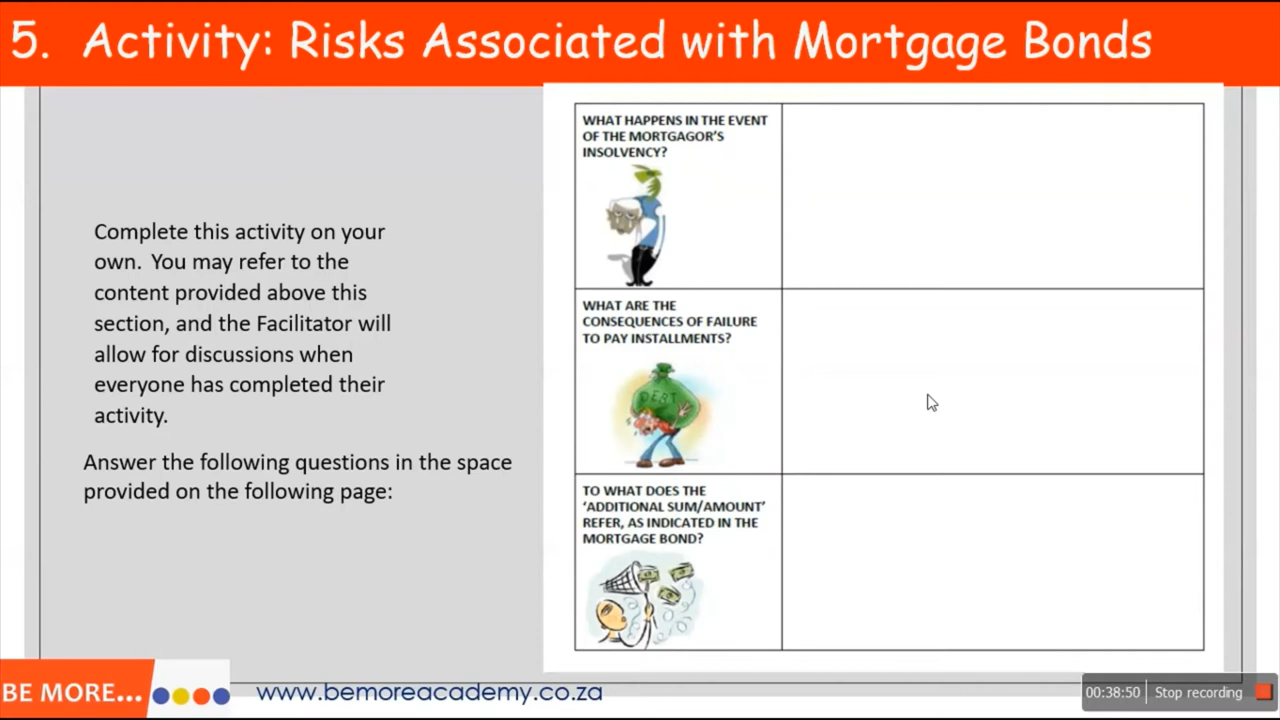 5. Activity: Risks Associated with Mortgage Bonds
Complete this activity on your
own. You may refer to the
content provided above this
section, and the Facilitator will
allow for discussions when
everyone has completed their
activity.
Answer the following questions in the space
provided on the following page:
WHAT HAPPENS IN THE EVENT
OF THE MORTGAGOR'S
INSOLVENCY?
WHAT ARE THE
CONSEQUENCES OF FAILURE
TO PAY INSTALLMENTS?
DEBT
TO WHAT DOES THE
'ADDITIONAL SUM/AMOUNT'
REFER, AS INDICATED IN THE
MORTGAGE BOND?
BE MORE...
www.bemoreacademy.co.za
00:38:50 Stop recording